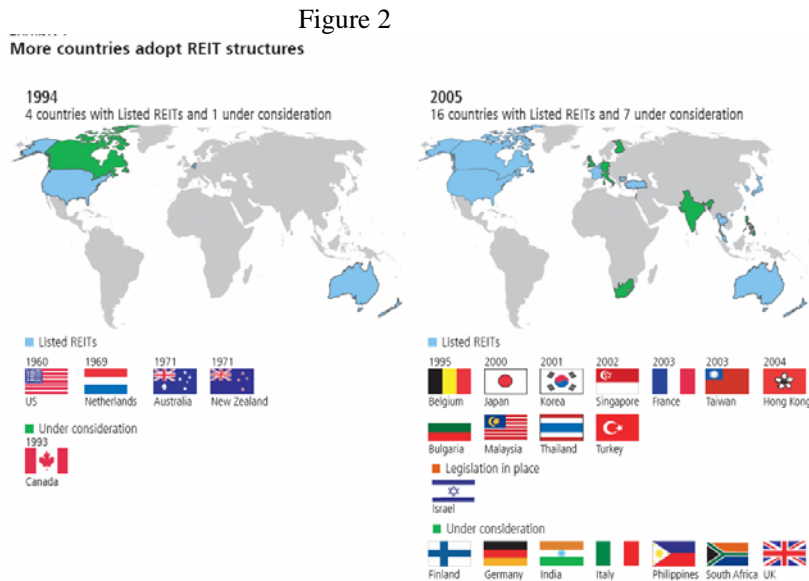 Figure 2
More countries adopt REIT structures
1994
4 countries with Listed REITs and 1 under consideration
Listed REITs
1960 1969 1971 1971
US Netherlands Australia New Zealand
Under consideration
1993
Canada
2005
16 countries with Listed REITs and 7 under consideration
Listed REITs
1995 2000 2001 2002 2003 2003 2004
Belgium Japan Korea Singapore France Taiwan Hong Kong
Bulgaria Malaysia Thailand Turkey
Legislation in place
Israel
Under consideration
Finland Germany India Italy Philippines South Africa UK